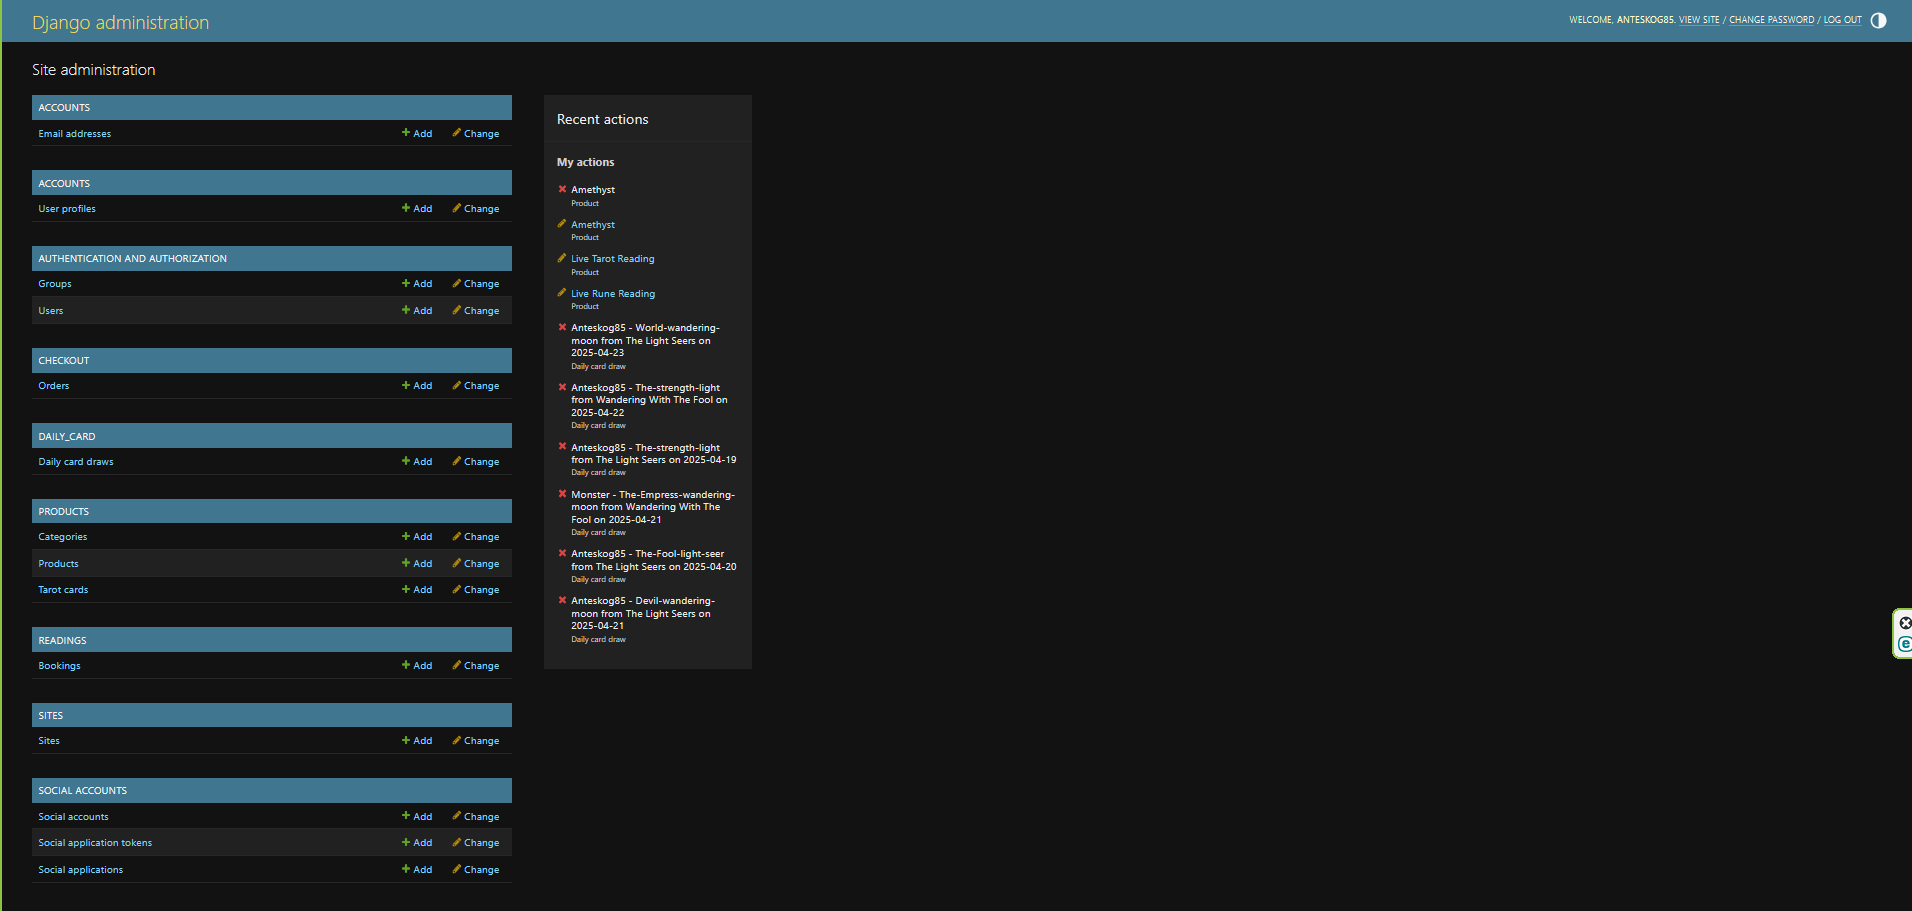 Django administration
WELCOME, ANTESKOG85. VIEW SITE / CHANGE PASSWORD / LOG OUT
Site administration
ACCOUNTS
Email addresses Add Change
ACCOUNTS
User profiles Add Change
AUTHENTICATION AND AUTHORIZATION
Groups Add Change
Users Add Change
CHECKOUT
Orders Add Change
DAILY_CARD
Daily card draws Add Change
PRODUCTS
Categories Add Change
Products Add Change
Tarot cards Add Change
READINGS
Bookings Add Change
SITES
Sites Add Change
SOCIAL ACCOUNTS
Social accounts Add Change
Social application tokens Add Change
Social applications Add Change
Recent actions
My actions
Amethyst
Product
Amethyst
Product
Live Tarot Reading
Product
Live Rune Reading
Product
Anteskog85 - World-wandering-
moon from The Light Seers on
2025-04-23
Daily card draw
Anteskog85 - The-strength-light
from Wandering With The Fool on
2025-04-22
Daily card draw
Anteskog85 - The-strength-light
from The Light Seers on 2025-04-19
Daily card draw
Monster - The-Empress-wandering-
moon from Wandering With The
Fool on 2025-04-21
Daily card draw
Anteskog85 - The-Fool-light-seer
from The Light Seers on 2025-04-20
Daily card draw
Anteskog85 - Devil-wandering-
moon from The Light Seers on
2025-04-21
Daily card draw
e